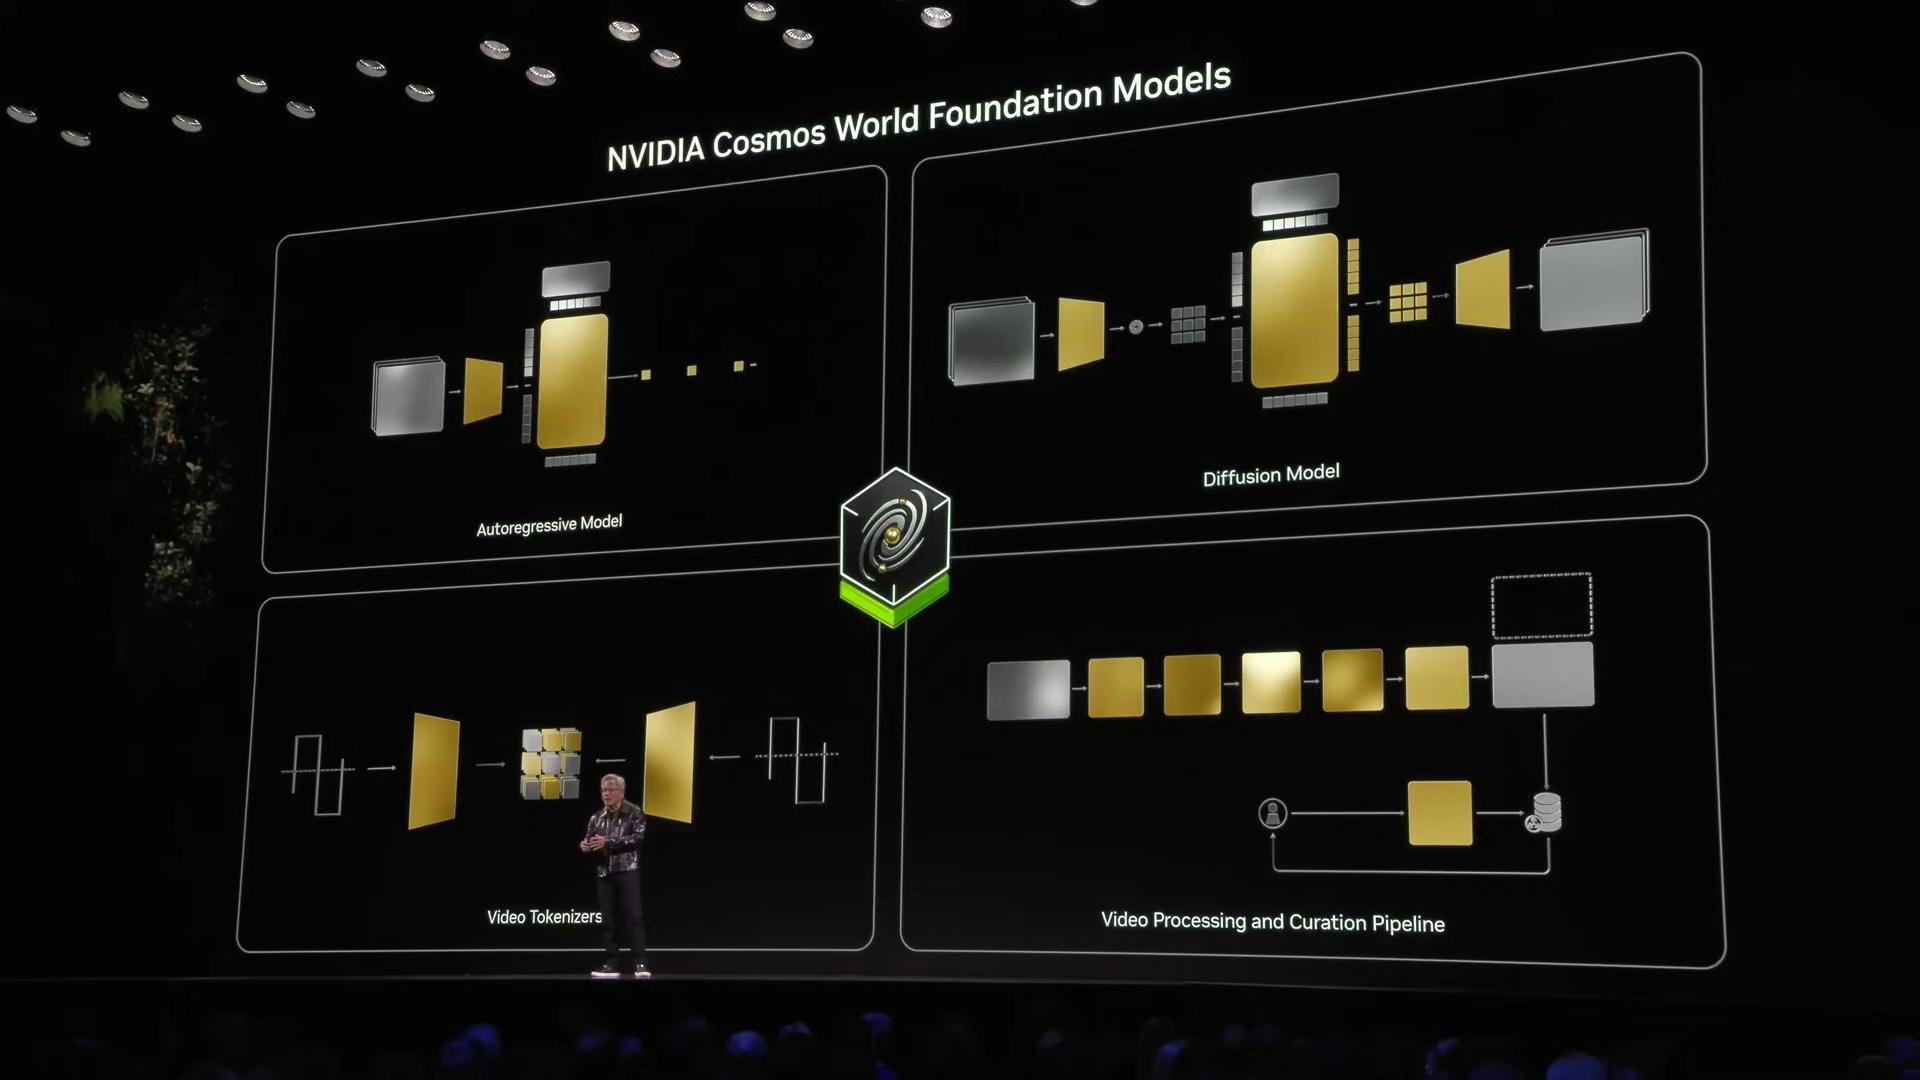 NVIDIA Cosmos World Foundation Models
Autoregressive Model
Diffusion Model
Video Tokenizers
Video Processing and Curation Pipeline